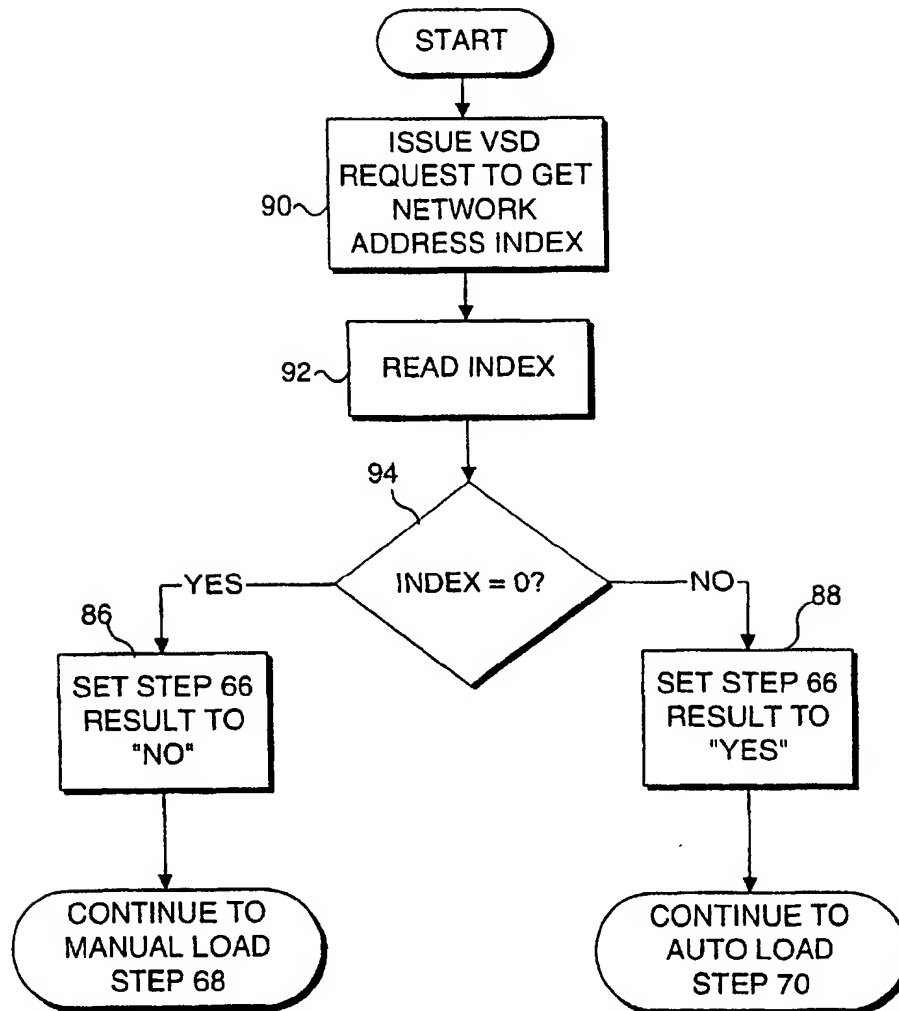 START
ISSUE VSD
REQUEST TO GET
NETWORK
ADDRESS INDEX
90
READ INDEX
92
94
INDEX = 0?
YES
NO
86
88
SET STEP 66
RESULT TO
"NO"
SET STEP 66
RESULT TO
"YES"
CONTINUE TO
MANUAL LOAD
STEP 68
CONTINUE TO
AUTO LOAD
STEP 70